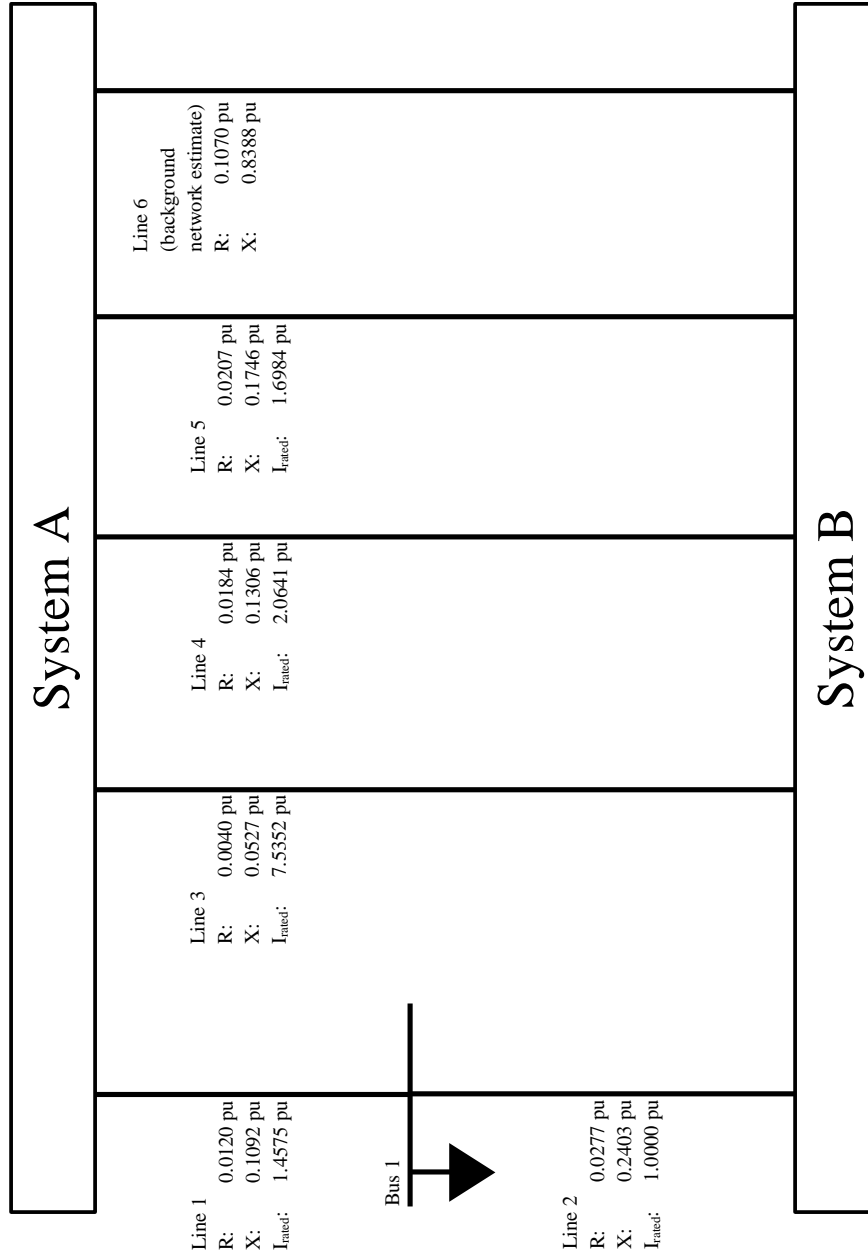 System A
Line 1
R: 0.0120 pu
X: 0.1092 pu
Irated: 1.4575 pu
Bus 1
Line 2
R: 0.0277 pu
X: 0.2403 pu
Irated: 1.0000 pu
Line 3
R: 0.0040 pu
X: 0.0527 pu
Irated: 7.5352 pu
Line 4
R: 0.0184 pu
X: 0.1306 pu
Irated: 2.0641 pu
Line 5
R: 0.0207 pu
X: 0.1746 pu
Irated: 1.6984 pu
Line 6
(background
network estimate)
R: 0.1070 pu
X: 0.8388 pu
System B